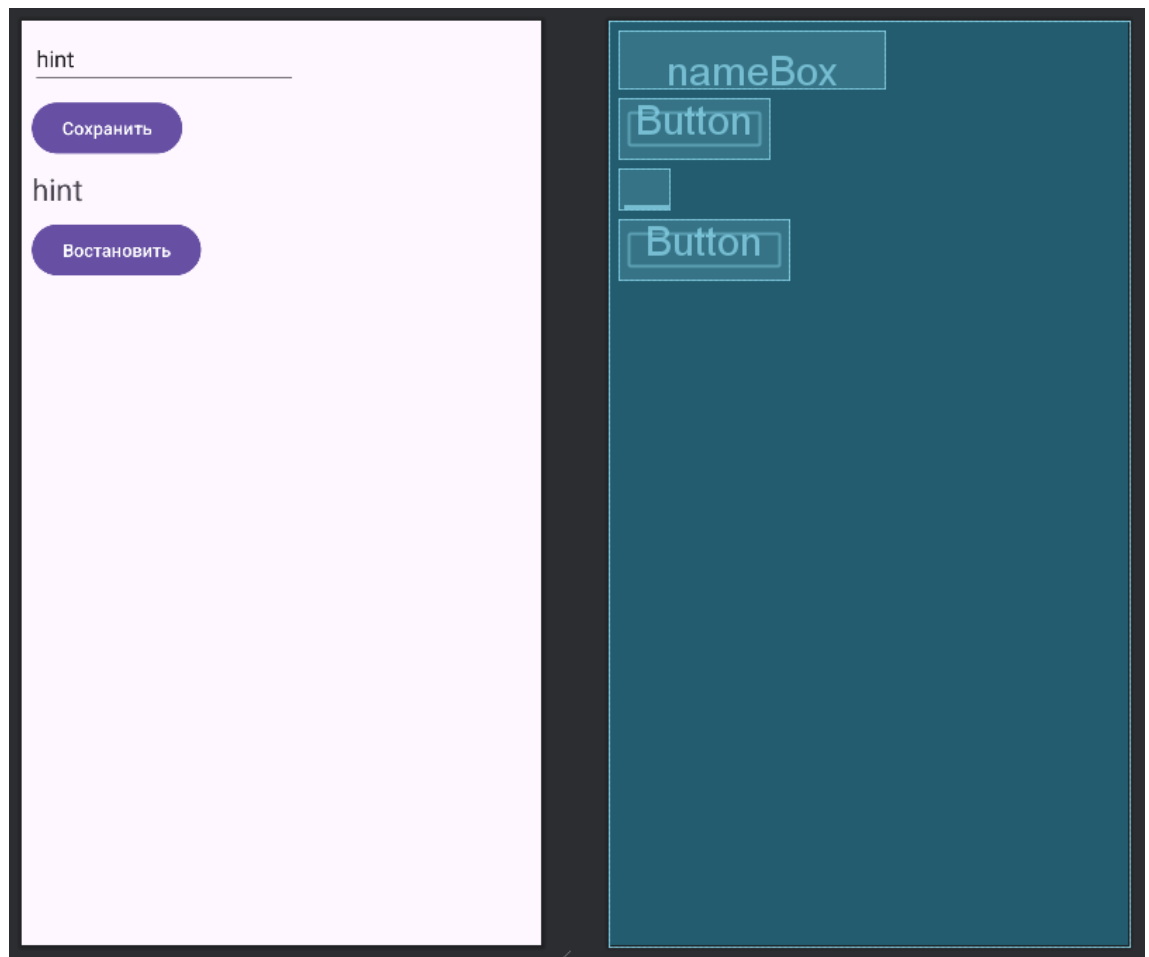 hint
Сохранить
hint
Востановить
nameBox
Button
Button